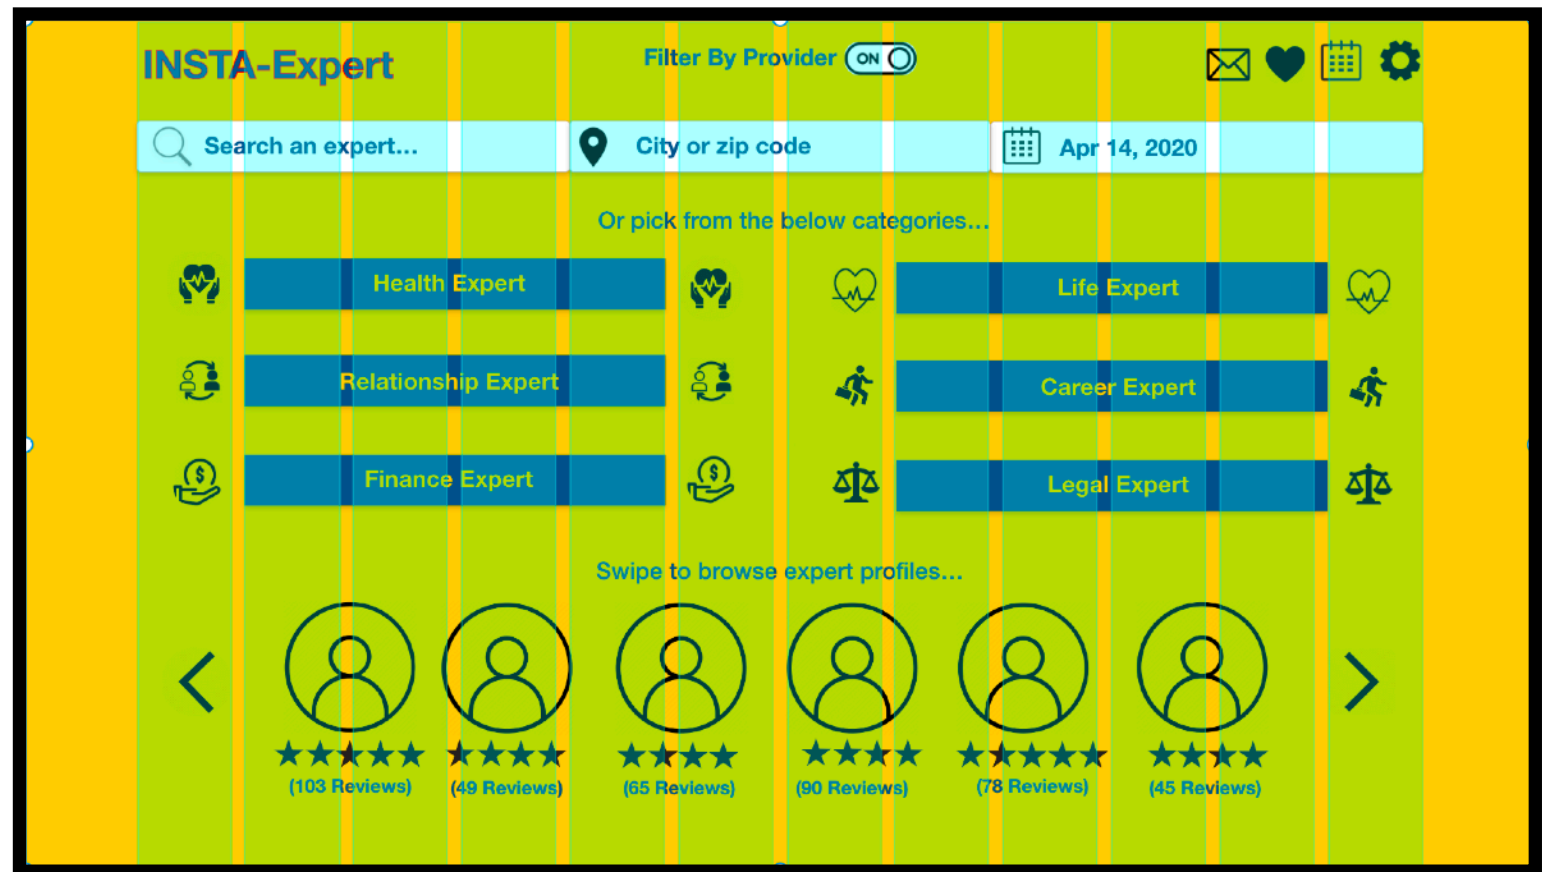 INSTA-Expert
Filter By Provider ON
Search an expert...
City or zip code
Apr 14, 2020
Or pick from the below categories...
Health Expert
Life Expert
Relationship Expert
Career Expert
$ Finance Expert $
Legal Expert
Swipe to browse expert profiles...
(103 Reviews)
(49 Reviews)
(65 Reviews)
(90 Reviews)
(78 Reviews)
(45 Reviews)